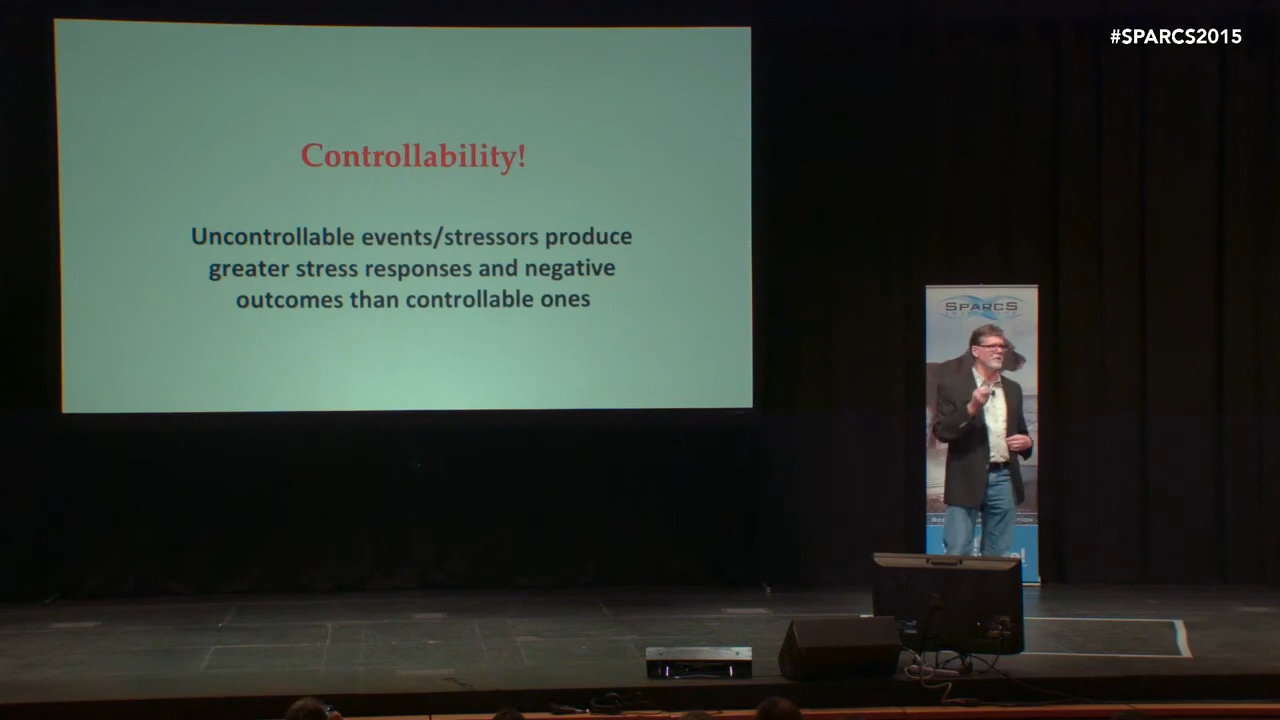 #SPARCS2015
Controllability!
Uncontrollable events/stressors produce
greater stress responses and negative
outcomes than controllable ones
SPARCS